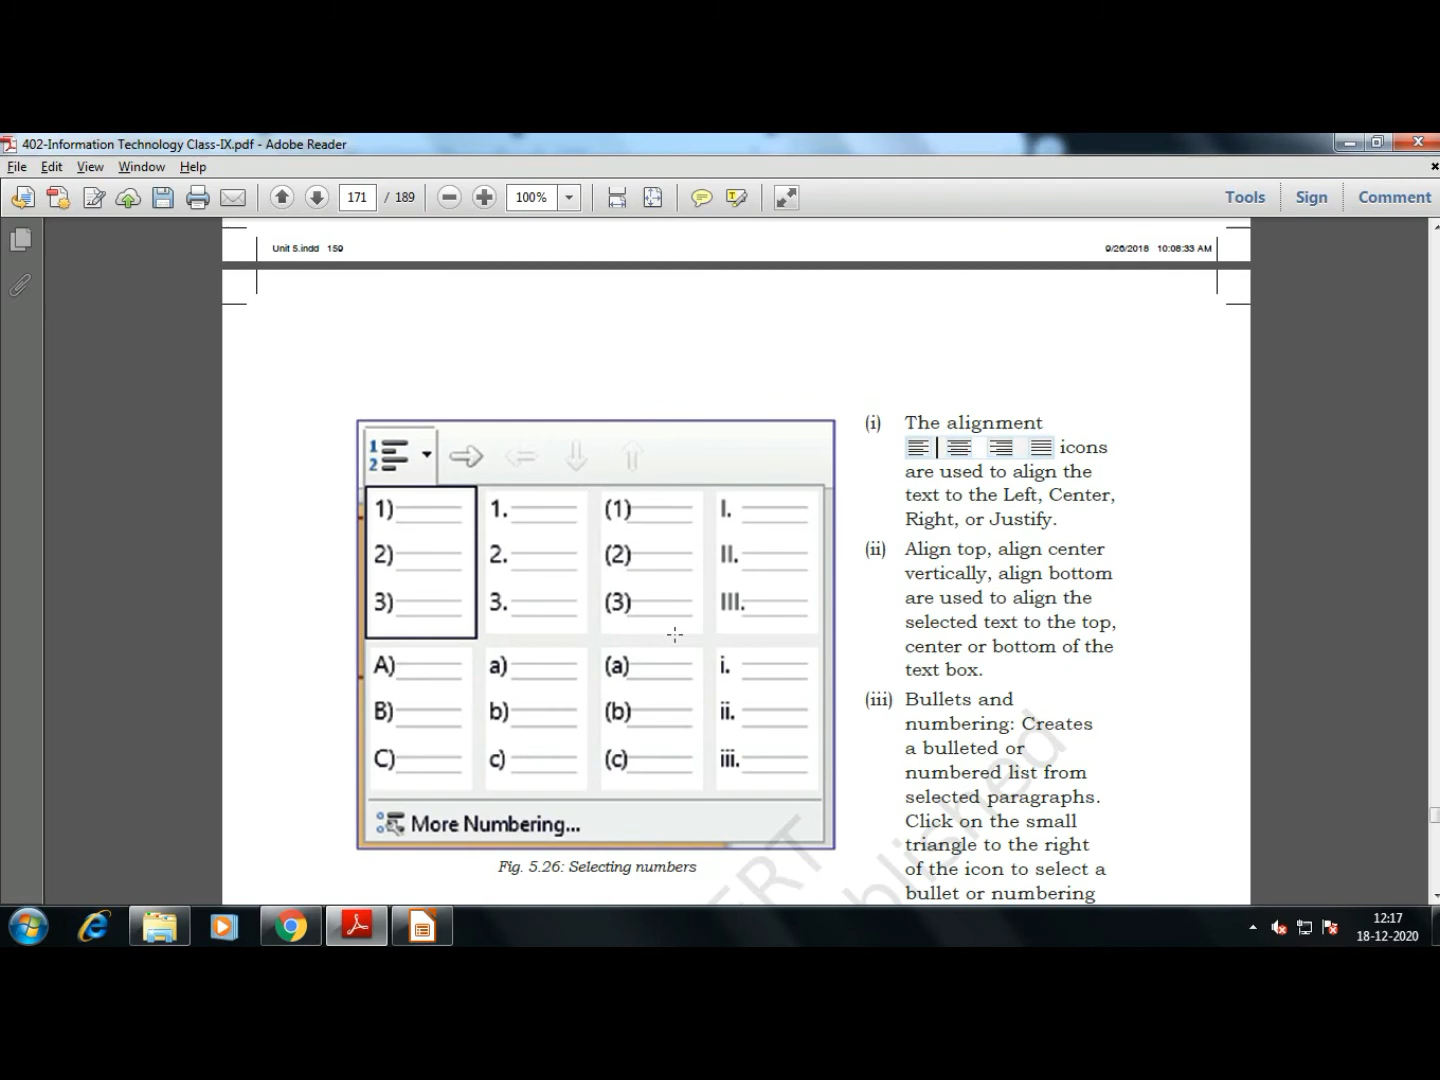 402-Information Technology Class-IX.pdf - Adobe Reader
File Edit View Window Help
171 / 189 100% Tools Sign Comment
Unit 5.indd 159 9/26/2018 10:08:33 AM
1
2
1) 1. (1) I.
2) 2. (2) II.
3) 3. (3) III.
A) a) (a) i.
B) b) (b) ii.
C) c) (c) iii.
More Numbering...
Fig. 5.26: Selecting numbers
(i) The alignment
icons
are used to align the
text to the Left, Center,
Right, or Justify.
(ii) Align top, align center
vertically, align bottom
are used to align the
selected text to the top,
center or bottom of the
text box.
(iii) Bullets and
numbering: Creates
a bulleted or
numbered list from
selected paragraphs.
Click on the small
triangle to the right
of the icon to select a
bullet or numbering
12:17
18-12-2020